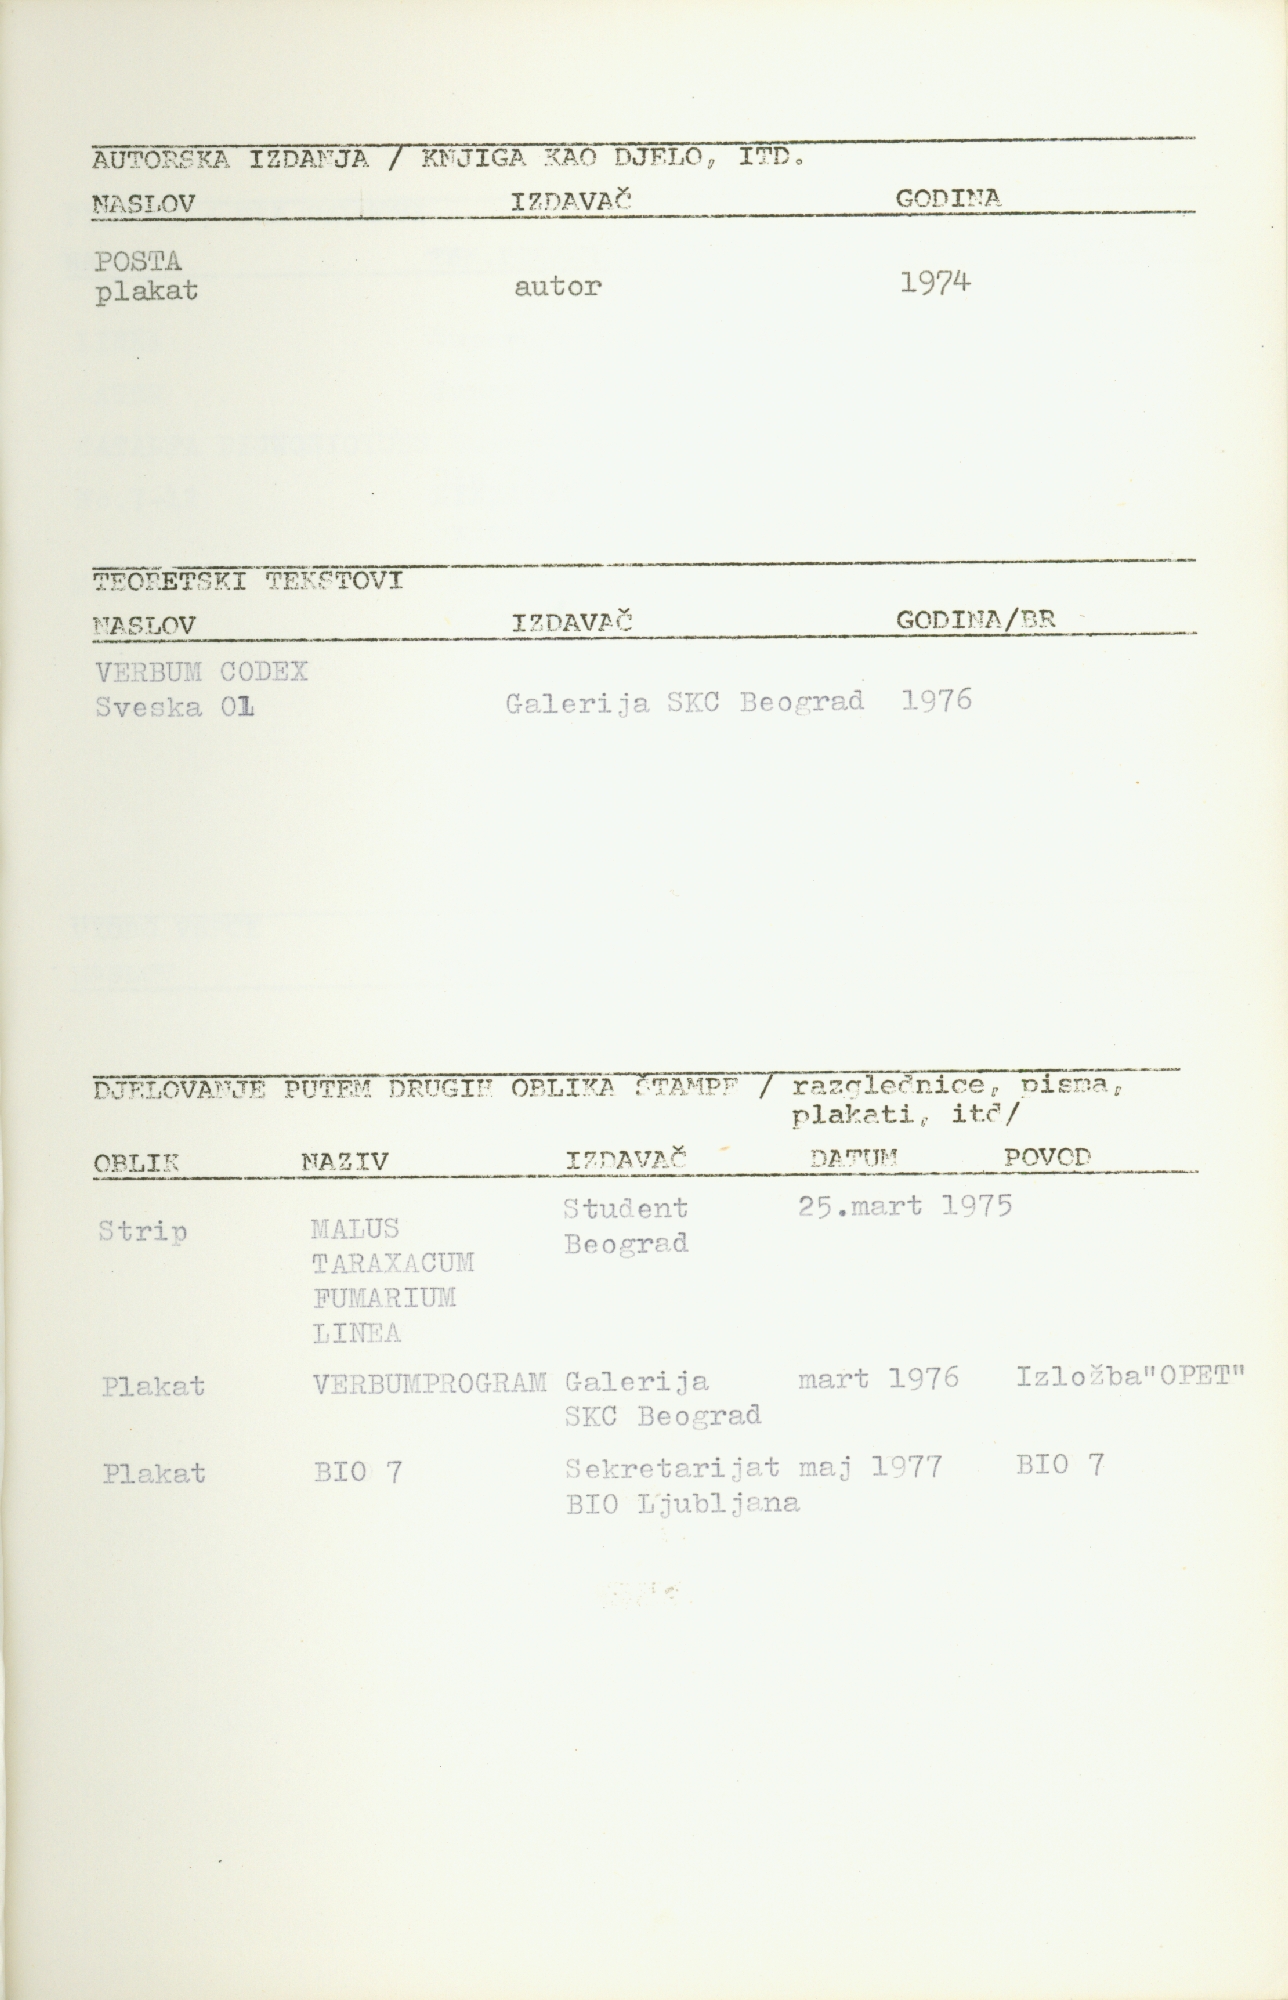 AUTORSKA IZDANJA / KNJIGA KAO DJELO, ITD.
NASLOV IZDAVAČ GODINA
POSTA
plakat autor 1974
TEORETSKI TEKSTOVI
NASLOV IZDAVAČ GODINA/BR
VERBUM CODEX
Sveska 01 Galerija SKC Beograd 1976
DJELOVANJE PUTEM DRUGIH OBLIKA ŠTAMPE / razglednice, pisma,
plakati, itd/
OBLIK NAZIV IZDAVAČ DATUM POVOD
Student 25.mart 1975
Strip MALUS Beograd
TARAXACUM
FUMARIUM
LINEA
Plakat VERBUMPROGRAM Galerija mart 1976 Izložba"OPET"
SKC Beograd
Plakat BIO 7 Sekretarijat maj 1977 BIO 7
BIO Ljubljana